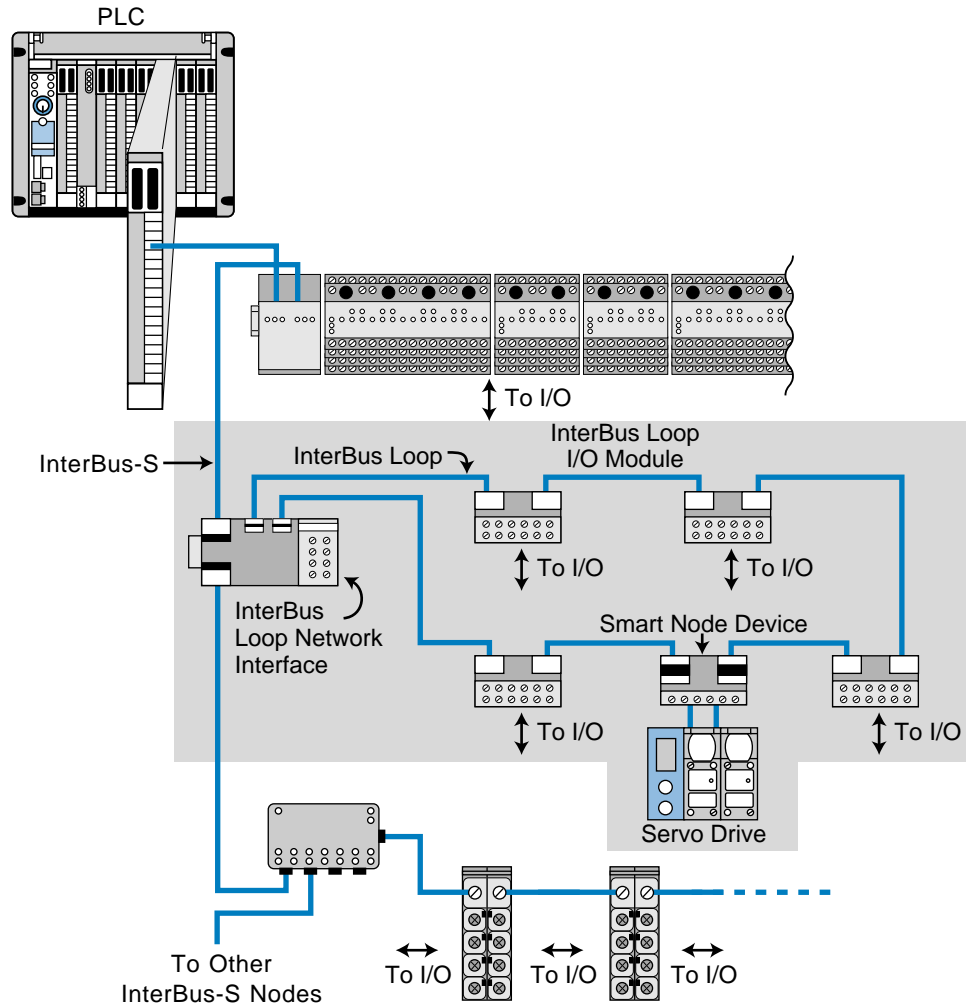 PLC
To I/O
InterBus-S
InterBus Loop
InterBus Loop
I/O Module
To I/O
To I/O
InterBus
Loop Network
Interface
Smart Node Device
To I/O
To I/O
Servo Drive
To I/O
To I/O
To I/O
To Other
InterBus-S Nodes